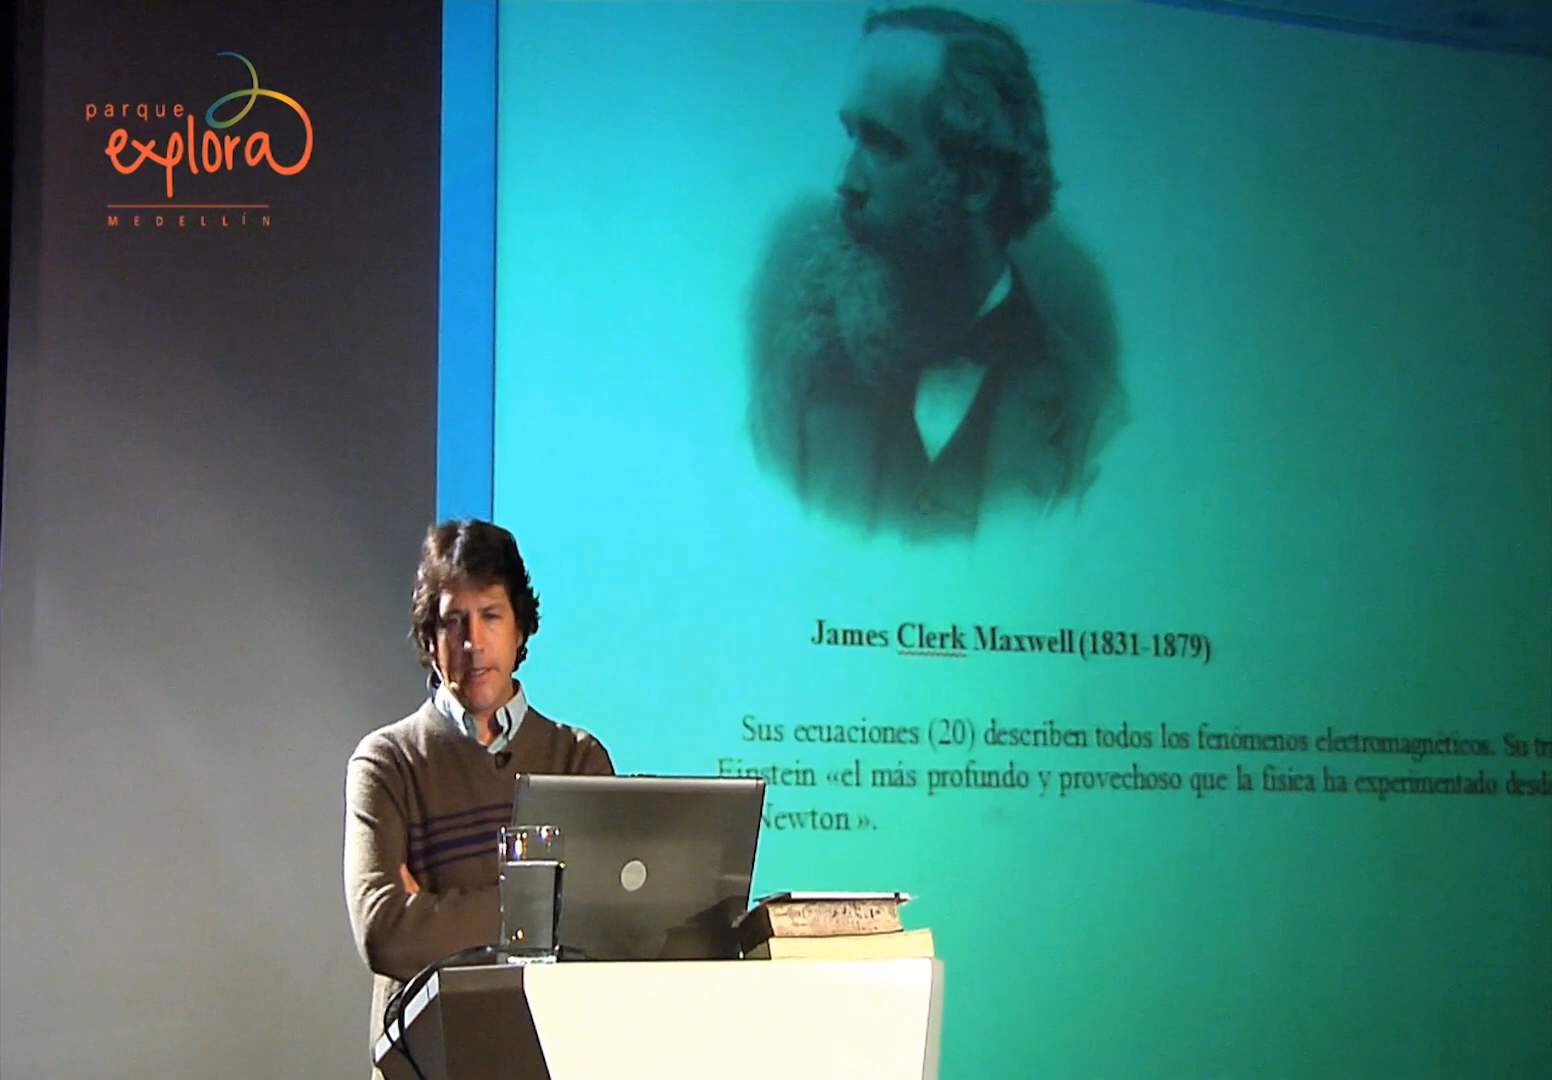 parque
explora
MEDELLÍN
James Clerk Maxwell (1831-1879)
Sus ecuaciones (20) describen todos los fenómenos electromagnéticos. Su
Einstein «el más profundo y provechoso que la física ha experimentado
Newton».